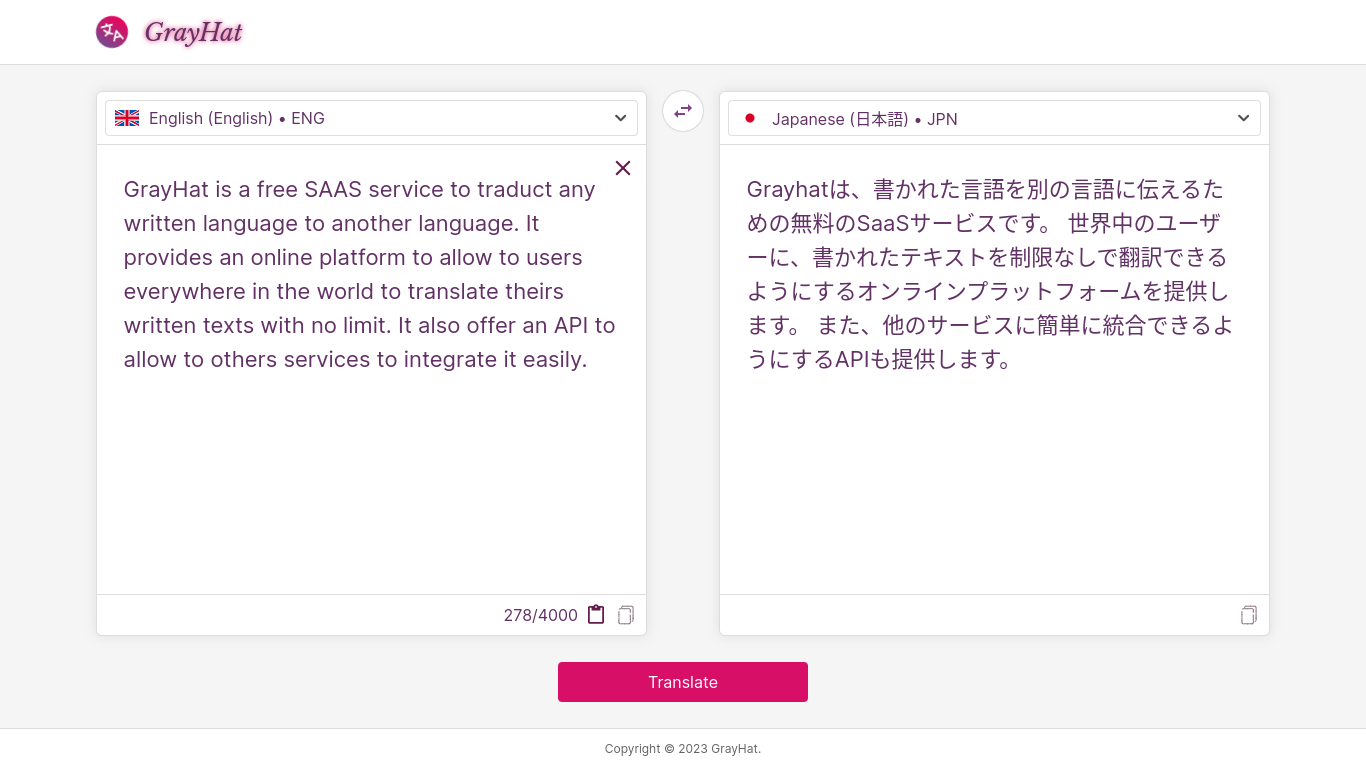 GrayHat
English (English) • ENG
Japanese (日本語) • JPN
GrayHat is a free SAAS service to traduct any
written language to another language. It
provides an online platform to allow to users
everywhere in the world to translate theirs
written texts with no limit. It also offer an API to
allow to others services to integrate it easily.
Grayhatは、書かれた言語を別の言語に伝えるた
めの無料のSaaSサービスです。 世界中のユーザ
ーに、書かれたテキストを制限なしで翻訳できる
ようにするオンラインプラットフォームを提供し
ます。 また、他のサービスに簡単に統合できるよ
うにするAPIも提供します。
278/4000
Translate
Copyright © 2023 GrayHat.